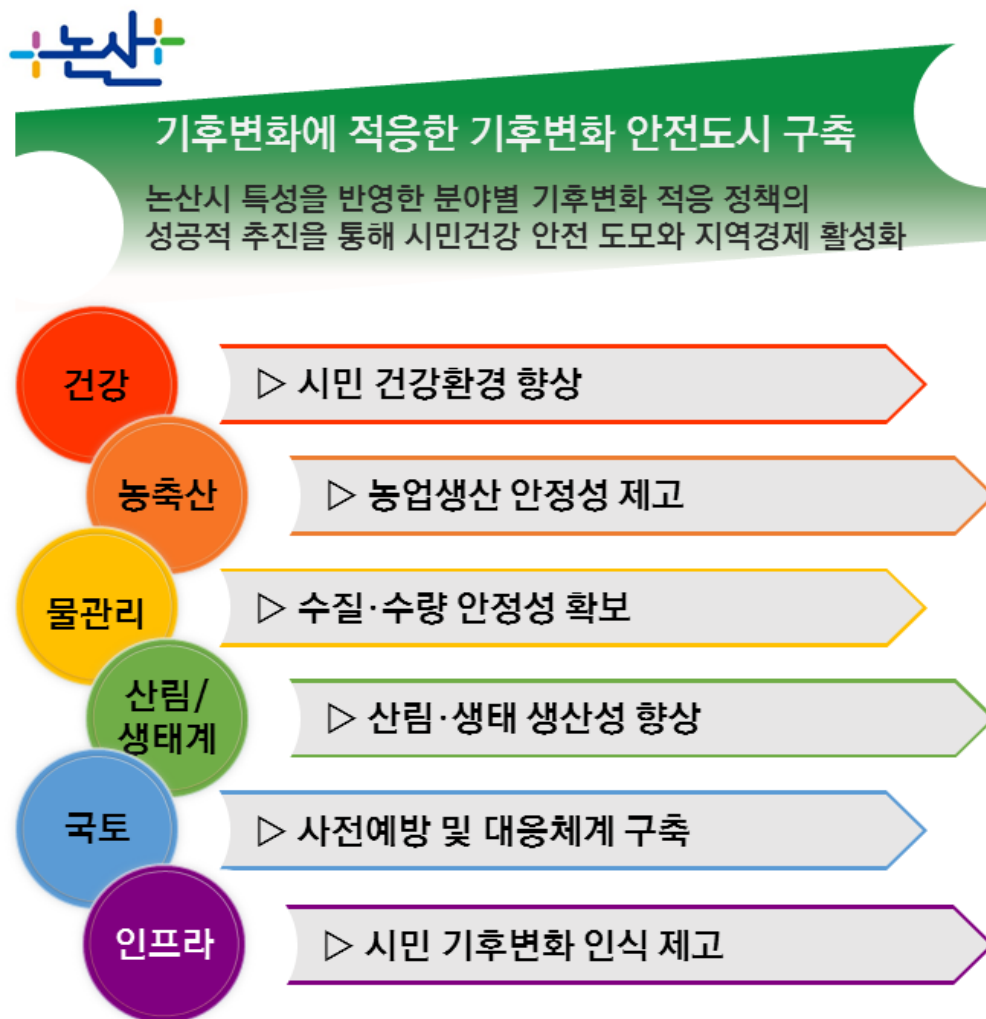 논산
기후변화에 적응한 기후변화 안전도시 구축
논산시 특성을 반영한 분야별 기후변화 적응 정책의
성공적 추진을 통해 시민건강 안전 도모와 지역경제 활성화
건강
▷ 시민 건강환경 향상
농축산
▷ 농업생산 안정성 제고
물관리
▷ 수질·수량 안정성 확보
산림/
생태계
▷ 산림·생태 생산성 향상
국토
▷ 사전예방 및 대응체계 구축
인프라
▷ 시민 기후변화 인식 제고